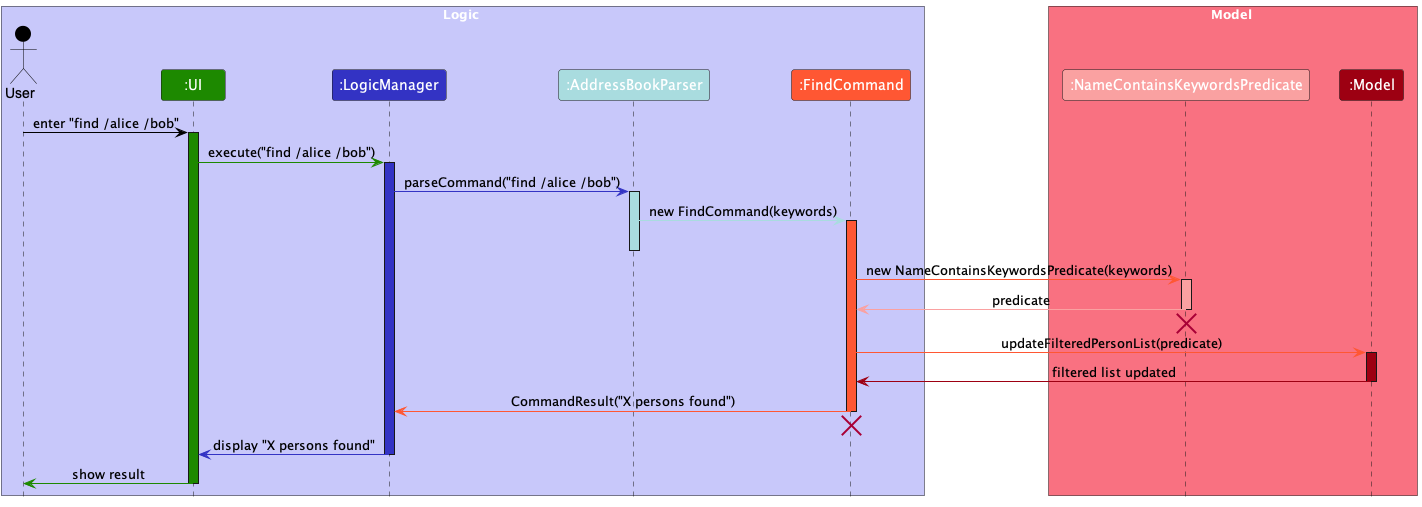 Logic
Model
User
:UI
:LogicManager
:AddressBookParser
:FindCommand
:NameContainsKeywordsPredicate
:Model
enter "find /alice /bob"
execute("find /alice /bob")
parseCommand("find /alice /bob")
new FindCommand(keywords)
new NameContainsKeywordsPredicate(keywords)
predicate
updateFilteredPersonList(predicate)
filtered list updated
CommandResult("X persons found")
display "X persons found"
show result